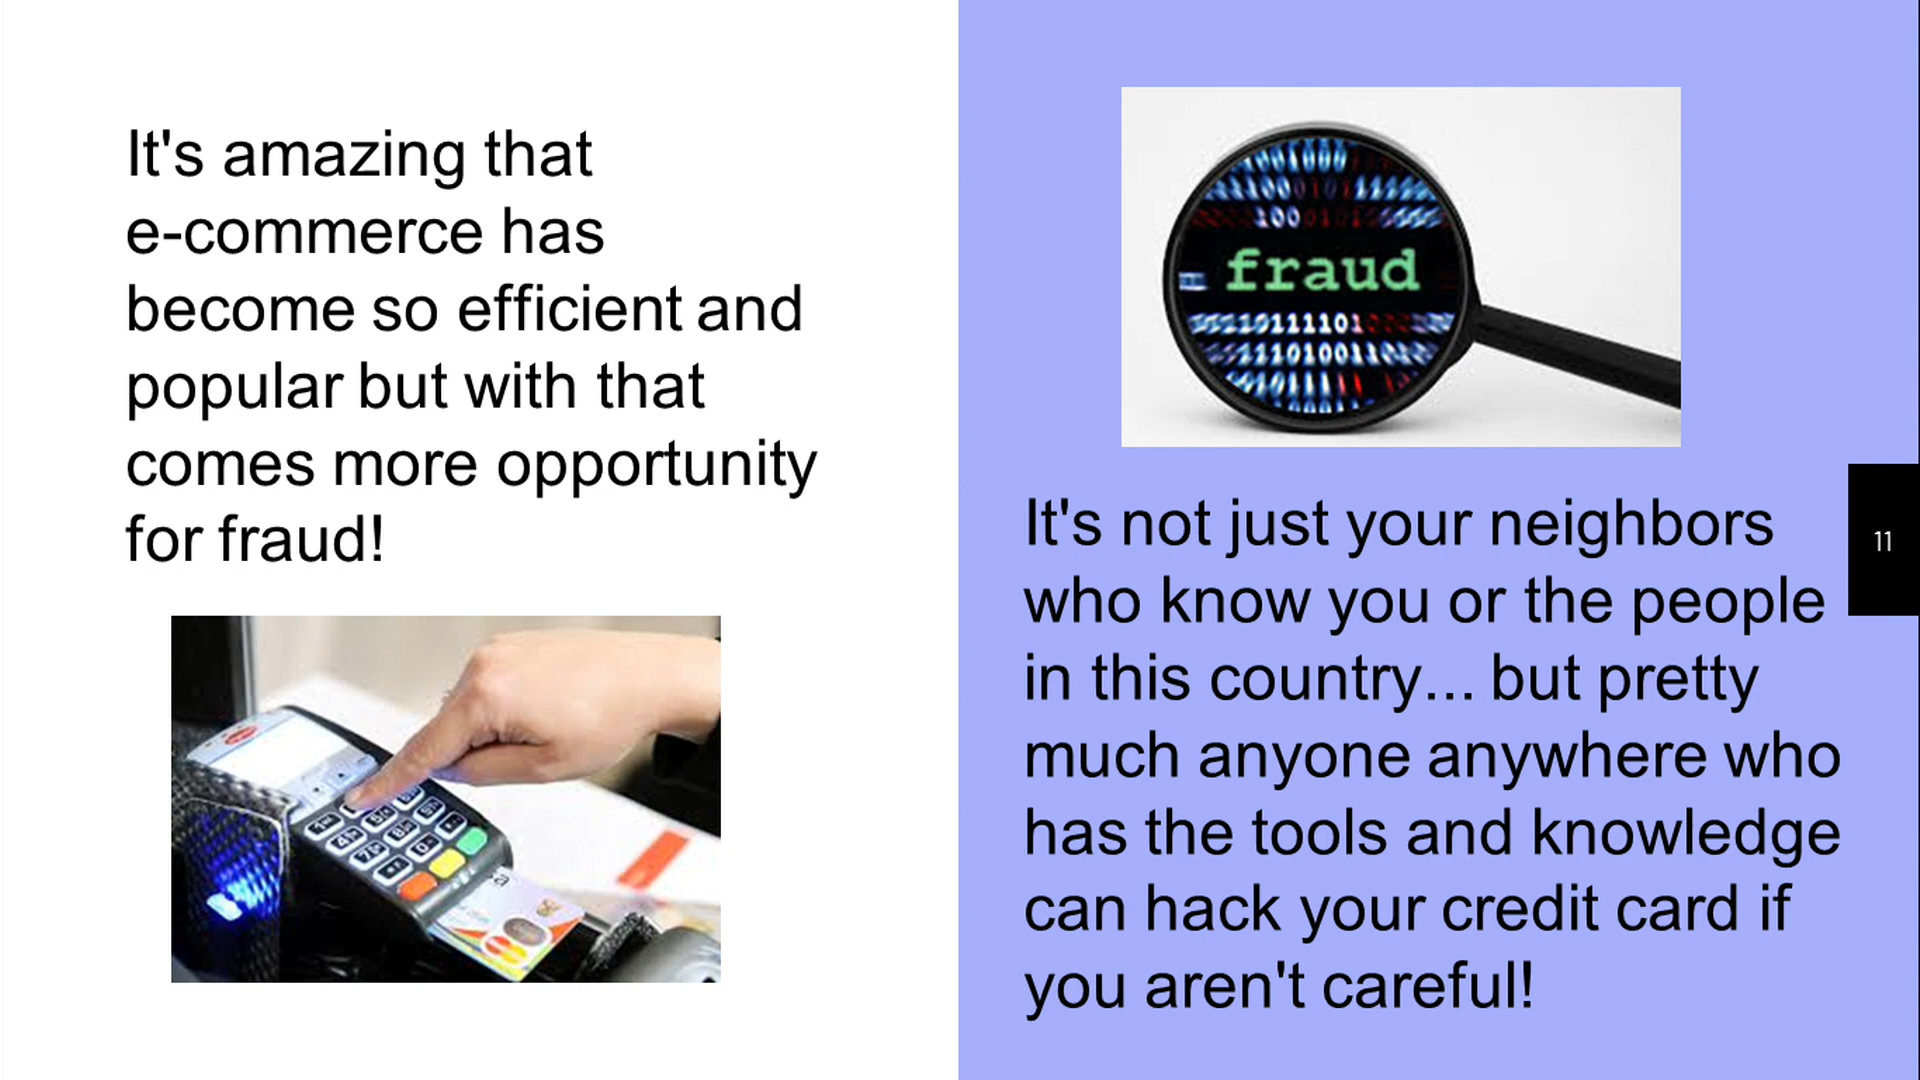 It's amazing that
e-commerce has
become so efficient and
popular but with that
comes more opportunity
for fraud!
fraud
It's not just your neighbors
who know you or the people
in this country... but pretty
much anyone anywhere who
has the tools and knowledge
can hack your credit card if
you aren't careful!
11